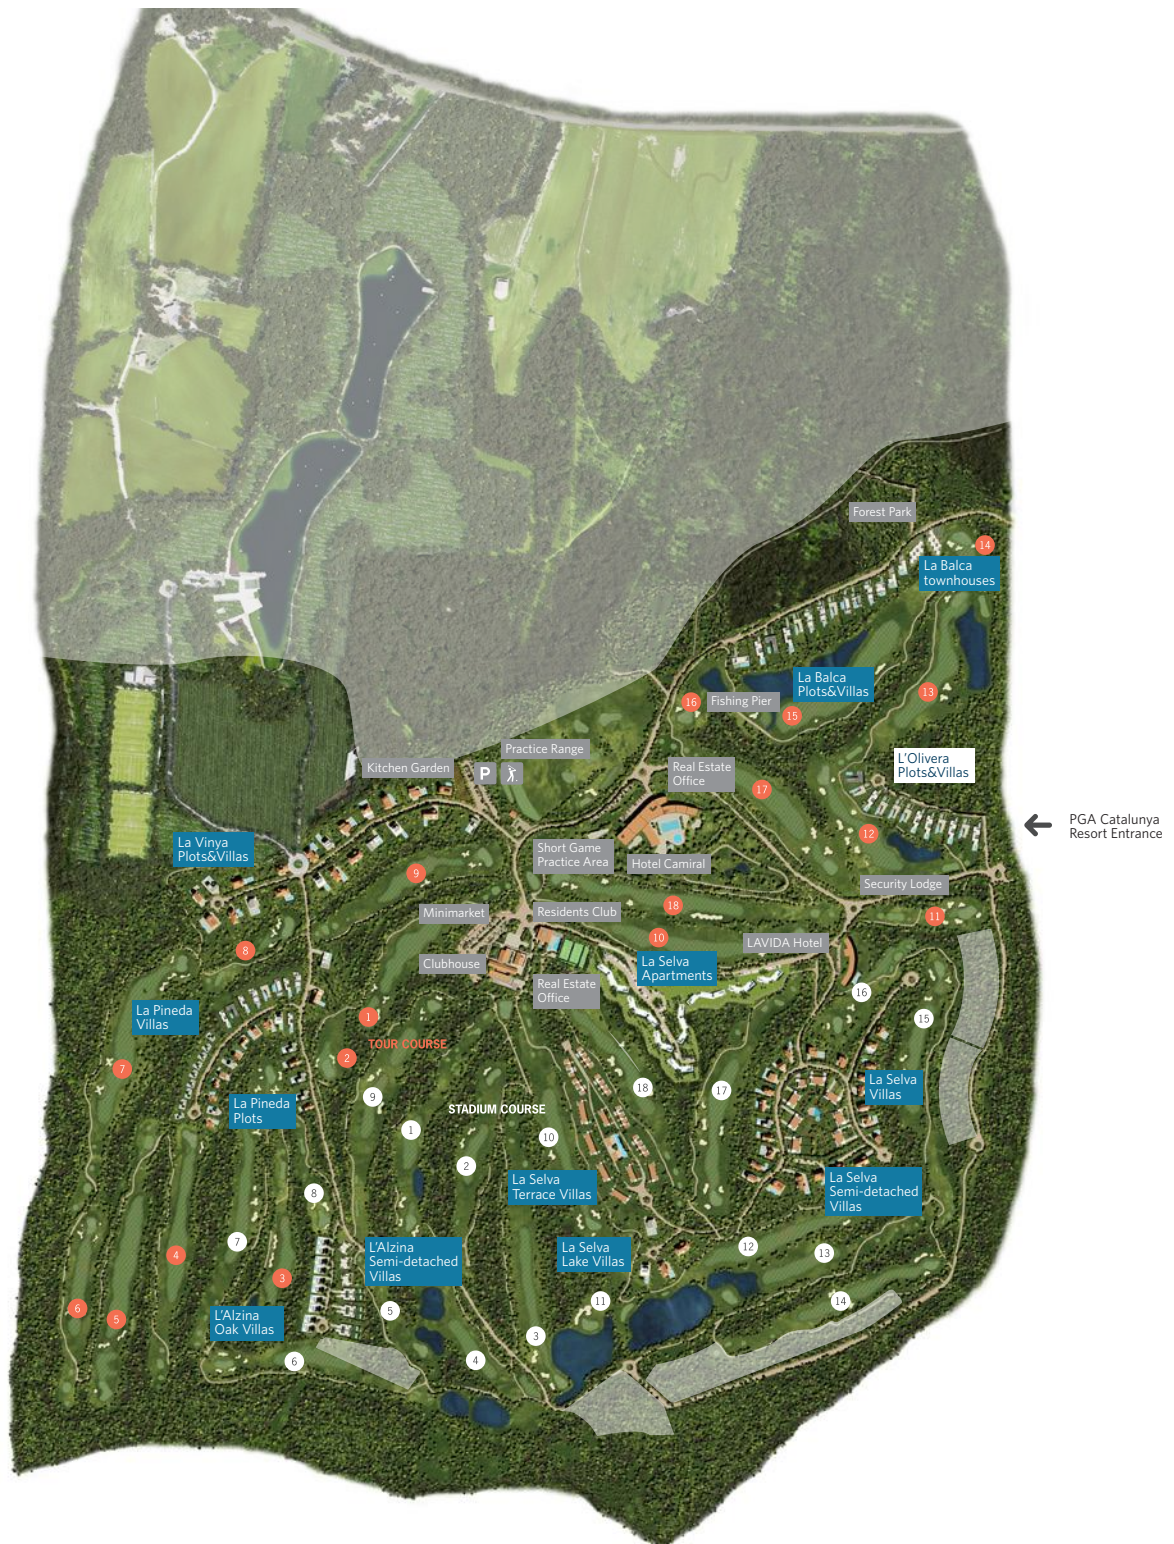 Forest Park
14
La Balca
townhouses
La Balca
Plots&Villas
13
16
Fishing Pier
15
L'Olivera
Plots&Villas
Practice Range
Kitchen Garden
P
Real Estate
Office
17
PGA Catalunya
Resort Entrance
12
La Vinya
Plots&Villas
Short Game
Practice Area
Hotel Camiral
9
Security Lodge
18
Minimarket
Residents Club
11
10
LAVIDA Hotel
8
Clubhouse
La Selva
Apartments
Real Estate
Office
16
La Pineda
Villas
1
15
TOUR COURSE
2
7
La Selva
Villas
18
17
9
La Pineda
Plots
STADIUM COURSE
1
10
2
La Selva
Terrace Villas
La Selva
Semi-detached
Villas
8
7
L'Alzina
Semi-detached
Villas
La Selva
Lake Villas
12
13
4
3
6
5
L'Alzina
Oak Villas
5
11
14
3
6
4